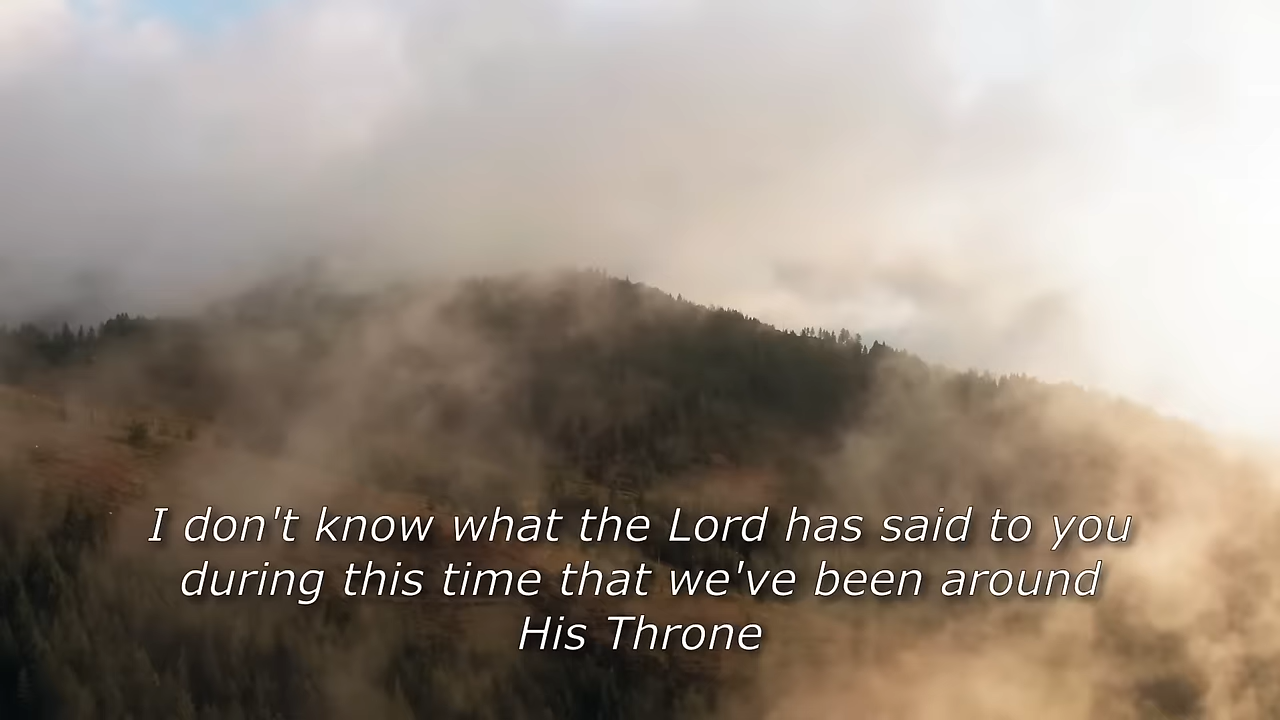 I don't know what the Lord has said to you
during this time that we've been around
His Throne